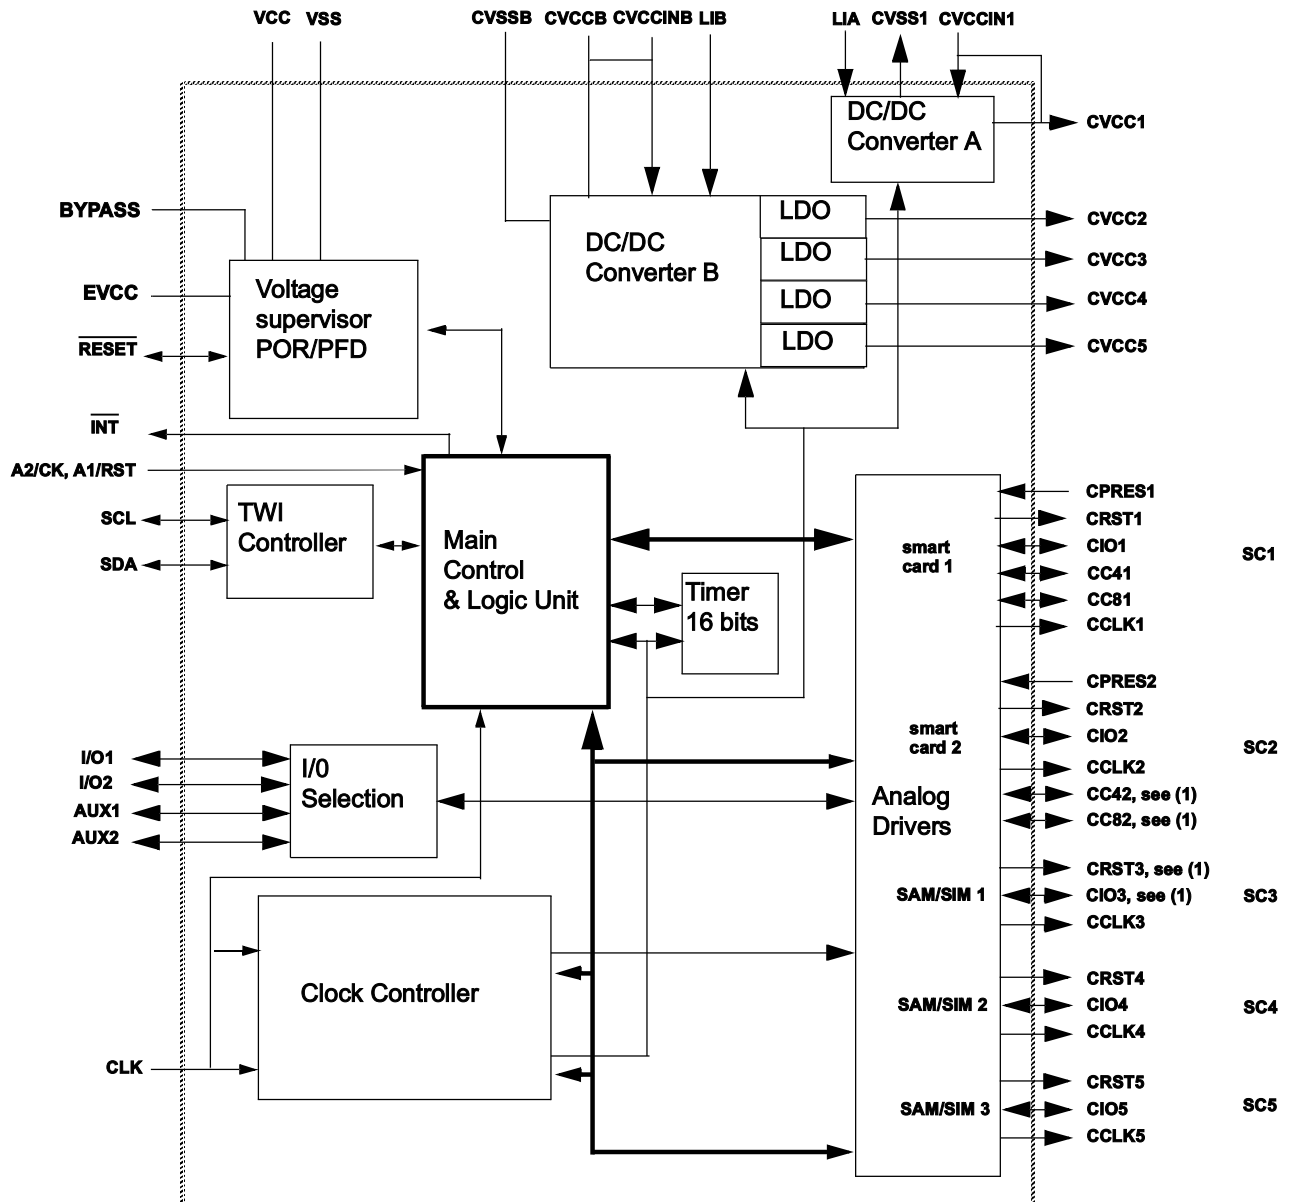 VCC VSS CVSSB CVCCB CVCCINB LIB LIA CVSS1 CVCCIN1
DC/DC
Converter A
CVCC1
BYPASS
EVCC
RESET
Voltage
supervisor
POR/PFD
DC/DC
Converter B
LDO
LDO
LDO
LDO
CVCC2
CVCC3
CVCC4
CVCC5
INT
A2/CK, A1/RST
SCL
SDA
TWI
Controller
Main
Control
& Logic Unit
Timer
16 bits
smart
card 1
CPRES1
CRST1
CIO1
CC41
CC81
CCLK1
SC1
smart
card 2
CPRES2
CRST2
CIO2
CCLK2
CC42, see (1)
CC82, see (1)
SC2
I/O1
I/O2
AUX1
AUX2
I/0
Selection
Analog
Drivers
SAM/SIM 1
CRST3, see (1)
CIO3, see (1)
CCLK3
SC3
Clock Controller
CLK
SAM/SIM 2
CRST4
CIO4
CCLK4
SC4
SAM/SIM 3
CRST5
CIO5
CCLK5
SC5